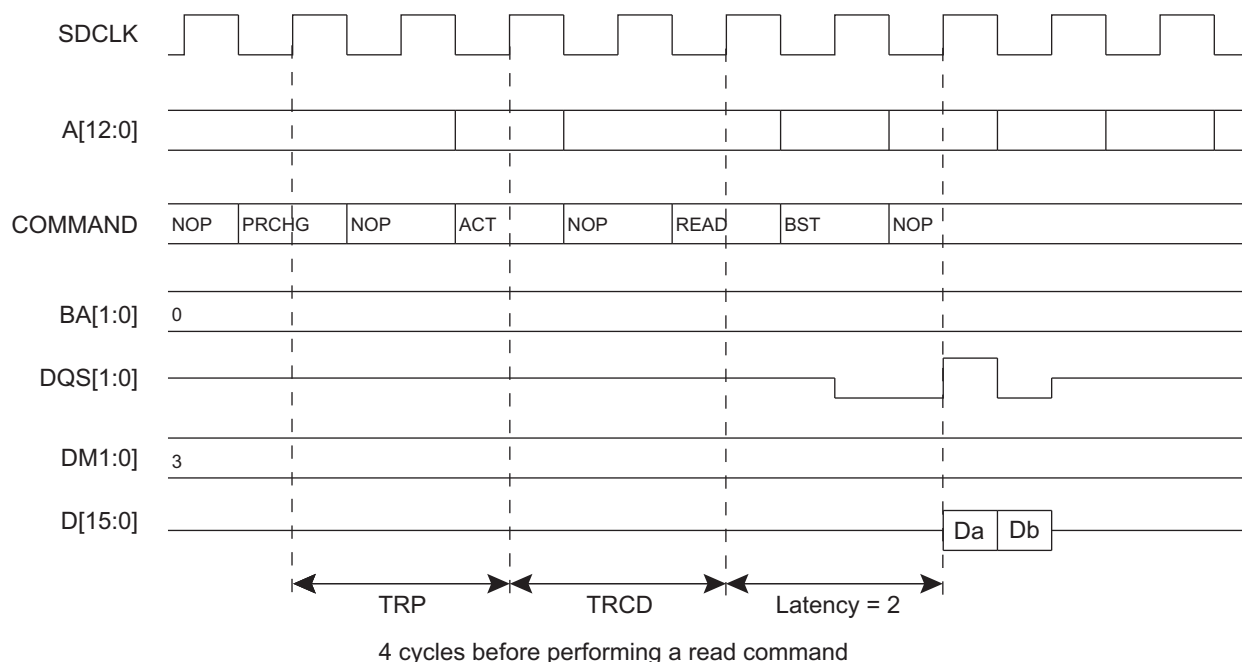 SDCLK
A[12:0]
COMMAND NOP PRCHG NOP ACT NOP READ BST NOP
BA[1:0] 0
DQS[1:0]
DM1:0] 3
D[15:0] Da Db
TRP TRCD Latency = 2
4 cycles before performing a read command